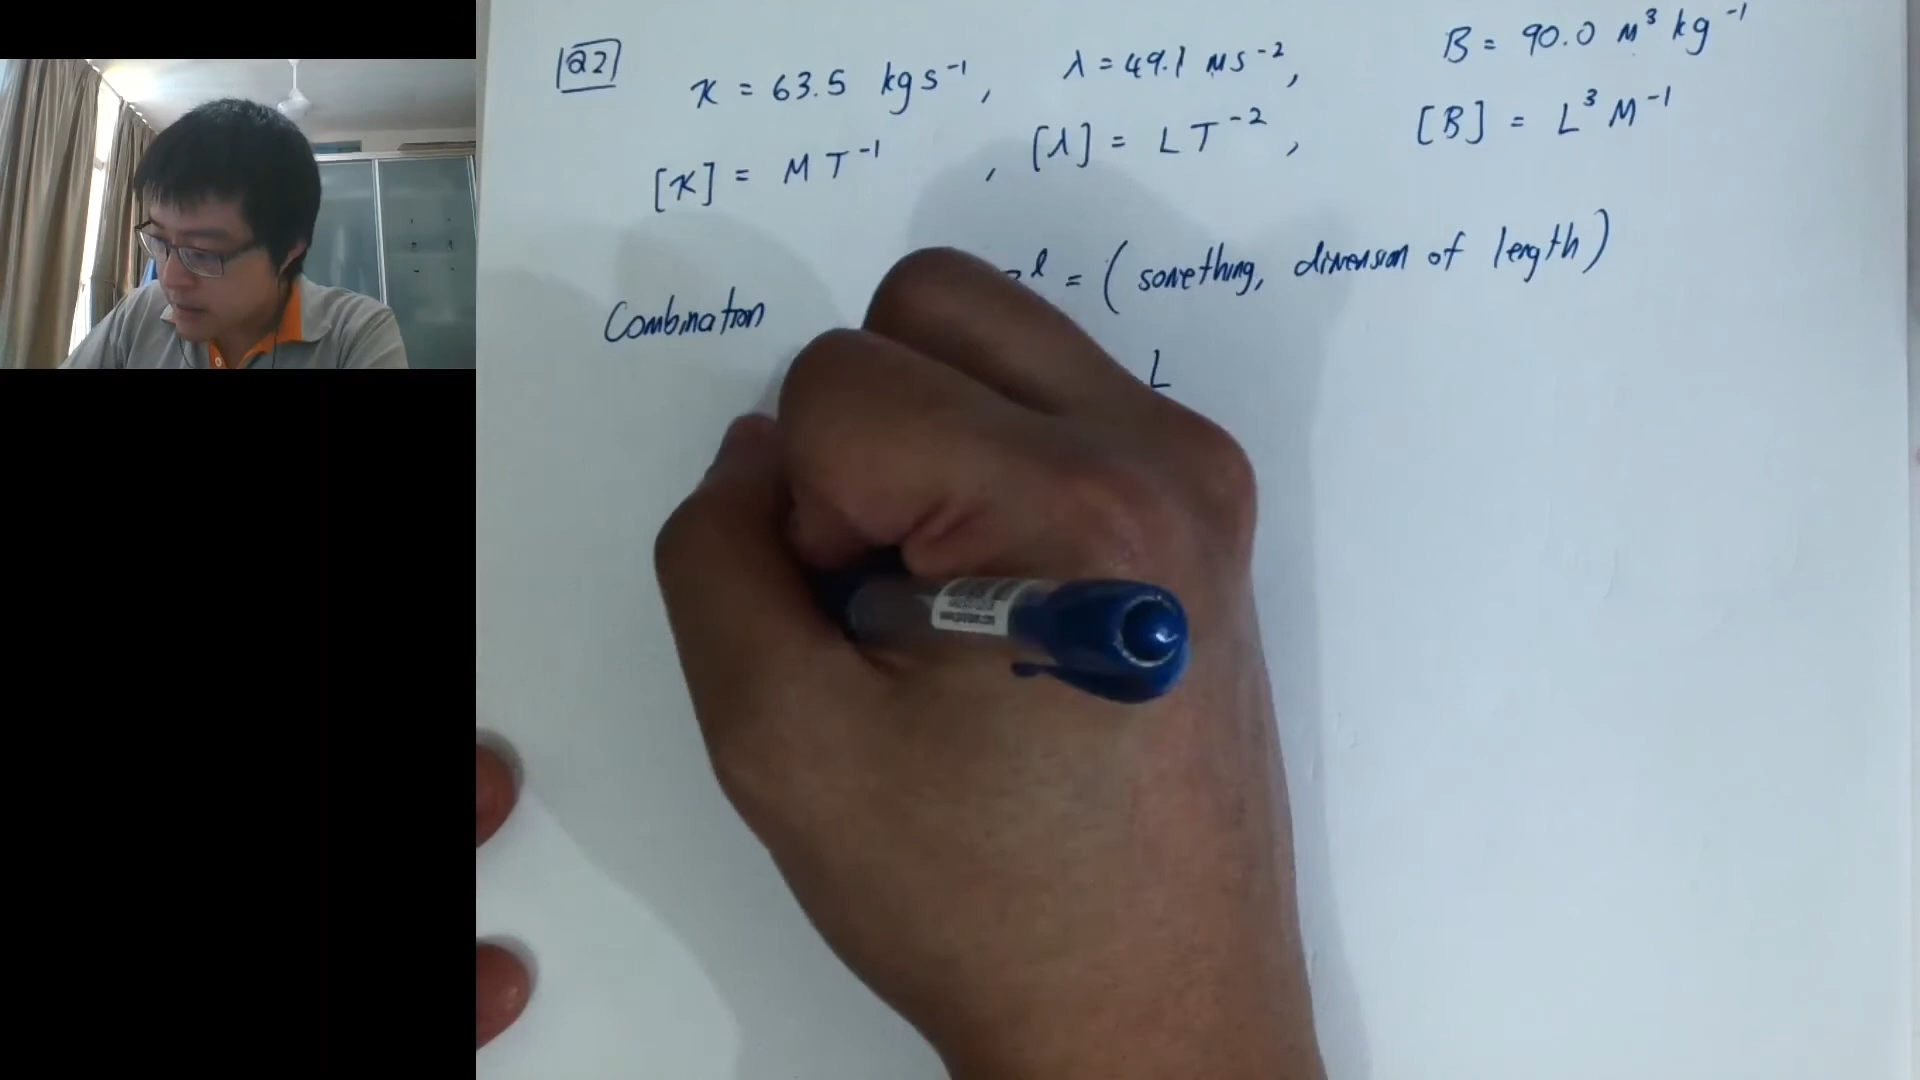 Q2
K = 63.5 kg s⁻¹, λ = 49.1 ms⁻², B = 90.0 m³ kg⁻¹
[K] = M T⁻¹, [λ] = L T⁻², [B] = L³ M⁻¹
Combination l = ( something, dimension of length )
L